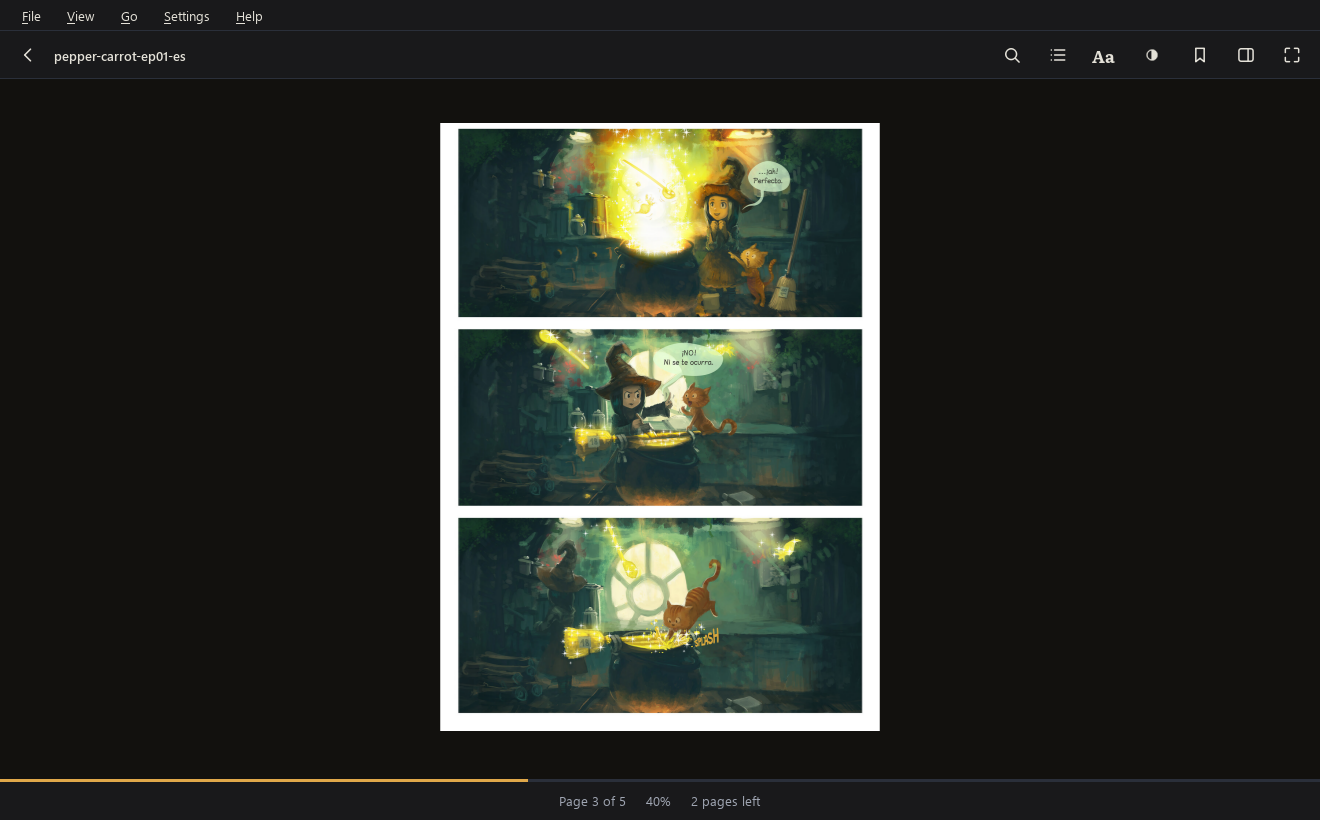 File View Go Settings Help
pepper-carrot-ep01-es
Aa
...¡ah!
Perfecto.
¡NO!
Ni se te ocurra.
SPLASH
Page 3 of 5 40% 2 pages left